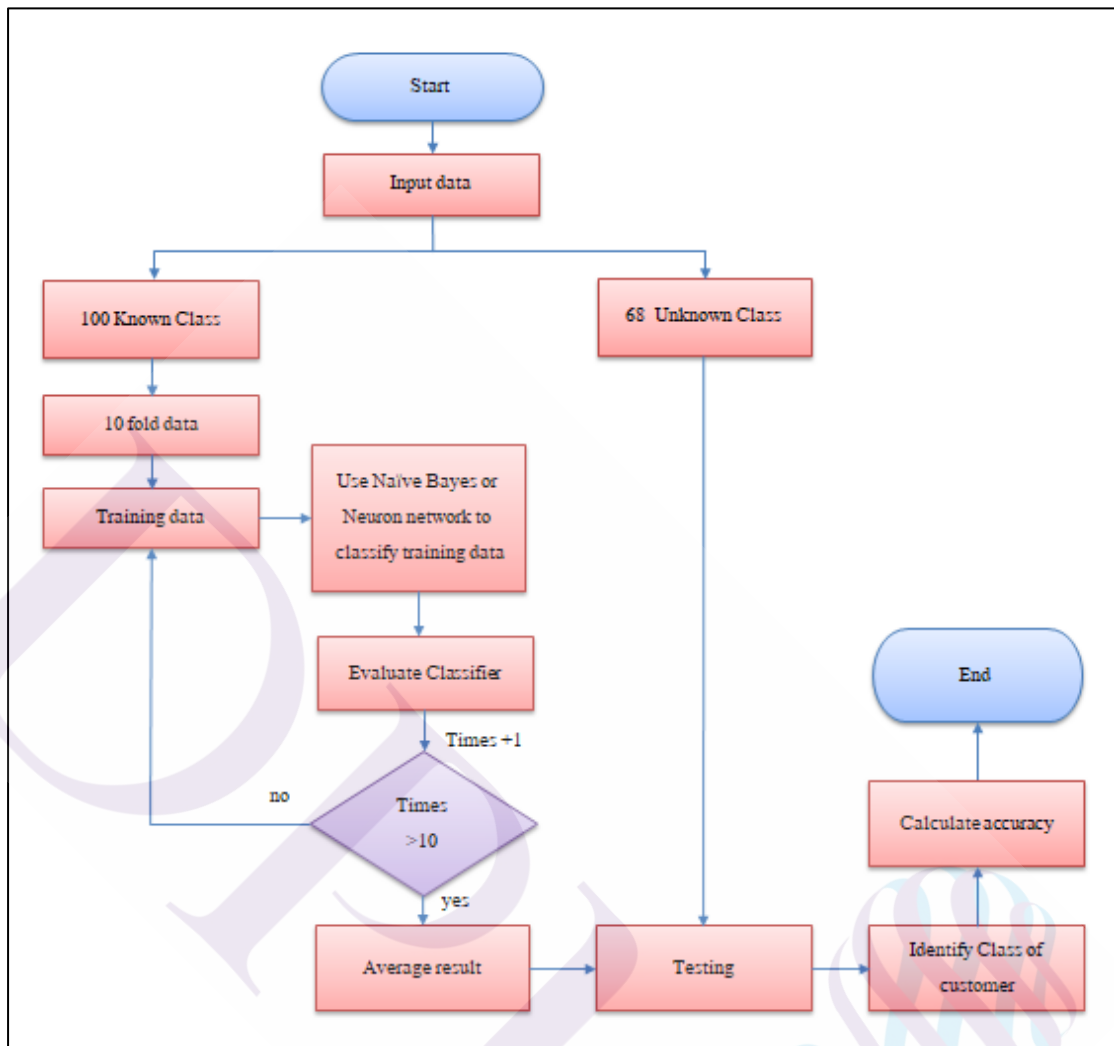 Start
Input data
100 Known Class
68 Unknown Class
10 fold data
Training data
Use Naïve Bayes or
Neuron network to
classify training data
Evaluate Classifier
Times +1
Times
>10
no
yes
Average result
Testing
Identify Class of
customer
Calculate accuracy
End